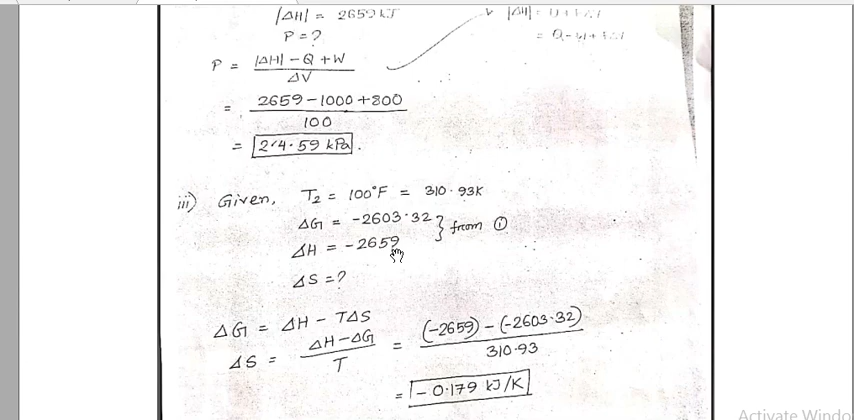 |ΔH| = 2659 kJ
P = ?
P = |ΔH| - Q + W / ΔV
= 2659 - 1000 + 800 / 100
= 24.59 kPa.
iii) Given, T₂ = 100°F = 310.93K
ΔG = -2603.32 } from ①
ΔH = -2659
ΔS = ?
ΔG = ΔH - TΔS
ΔS = ΔH - ΔG / T = (-2659) - (-2603.32) / 310.93
= -0.179 kJ/K
Activate Windo